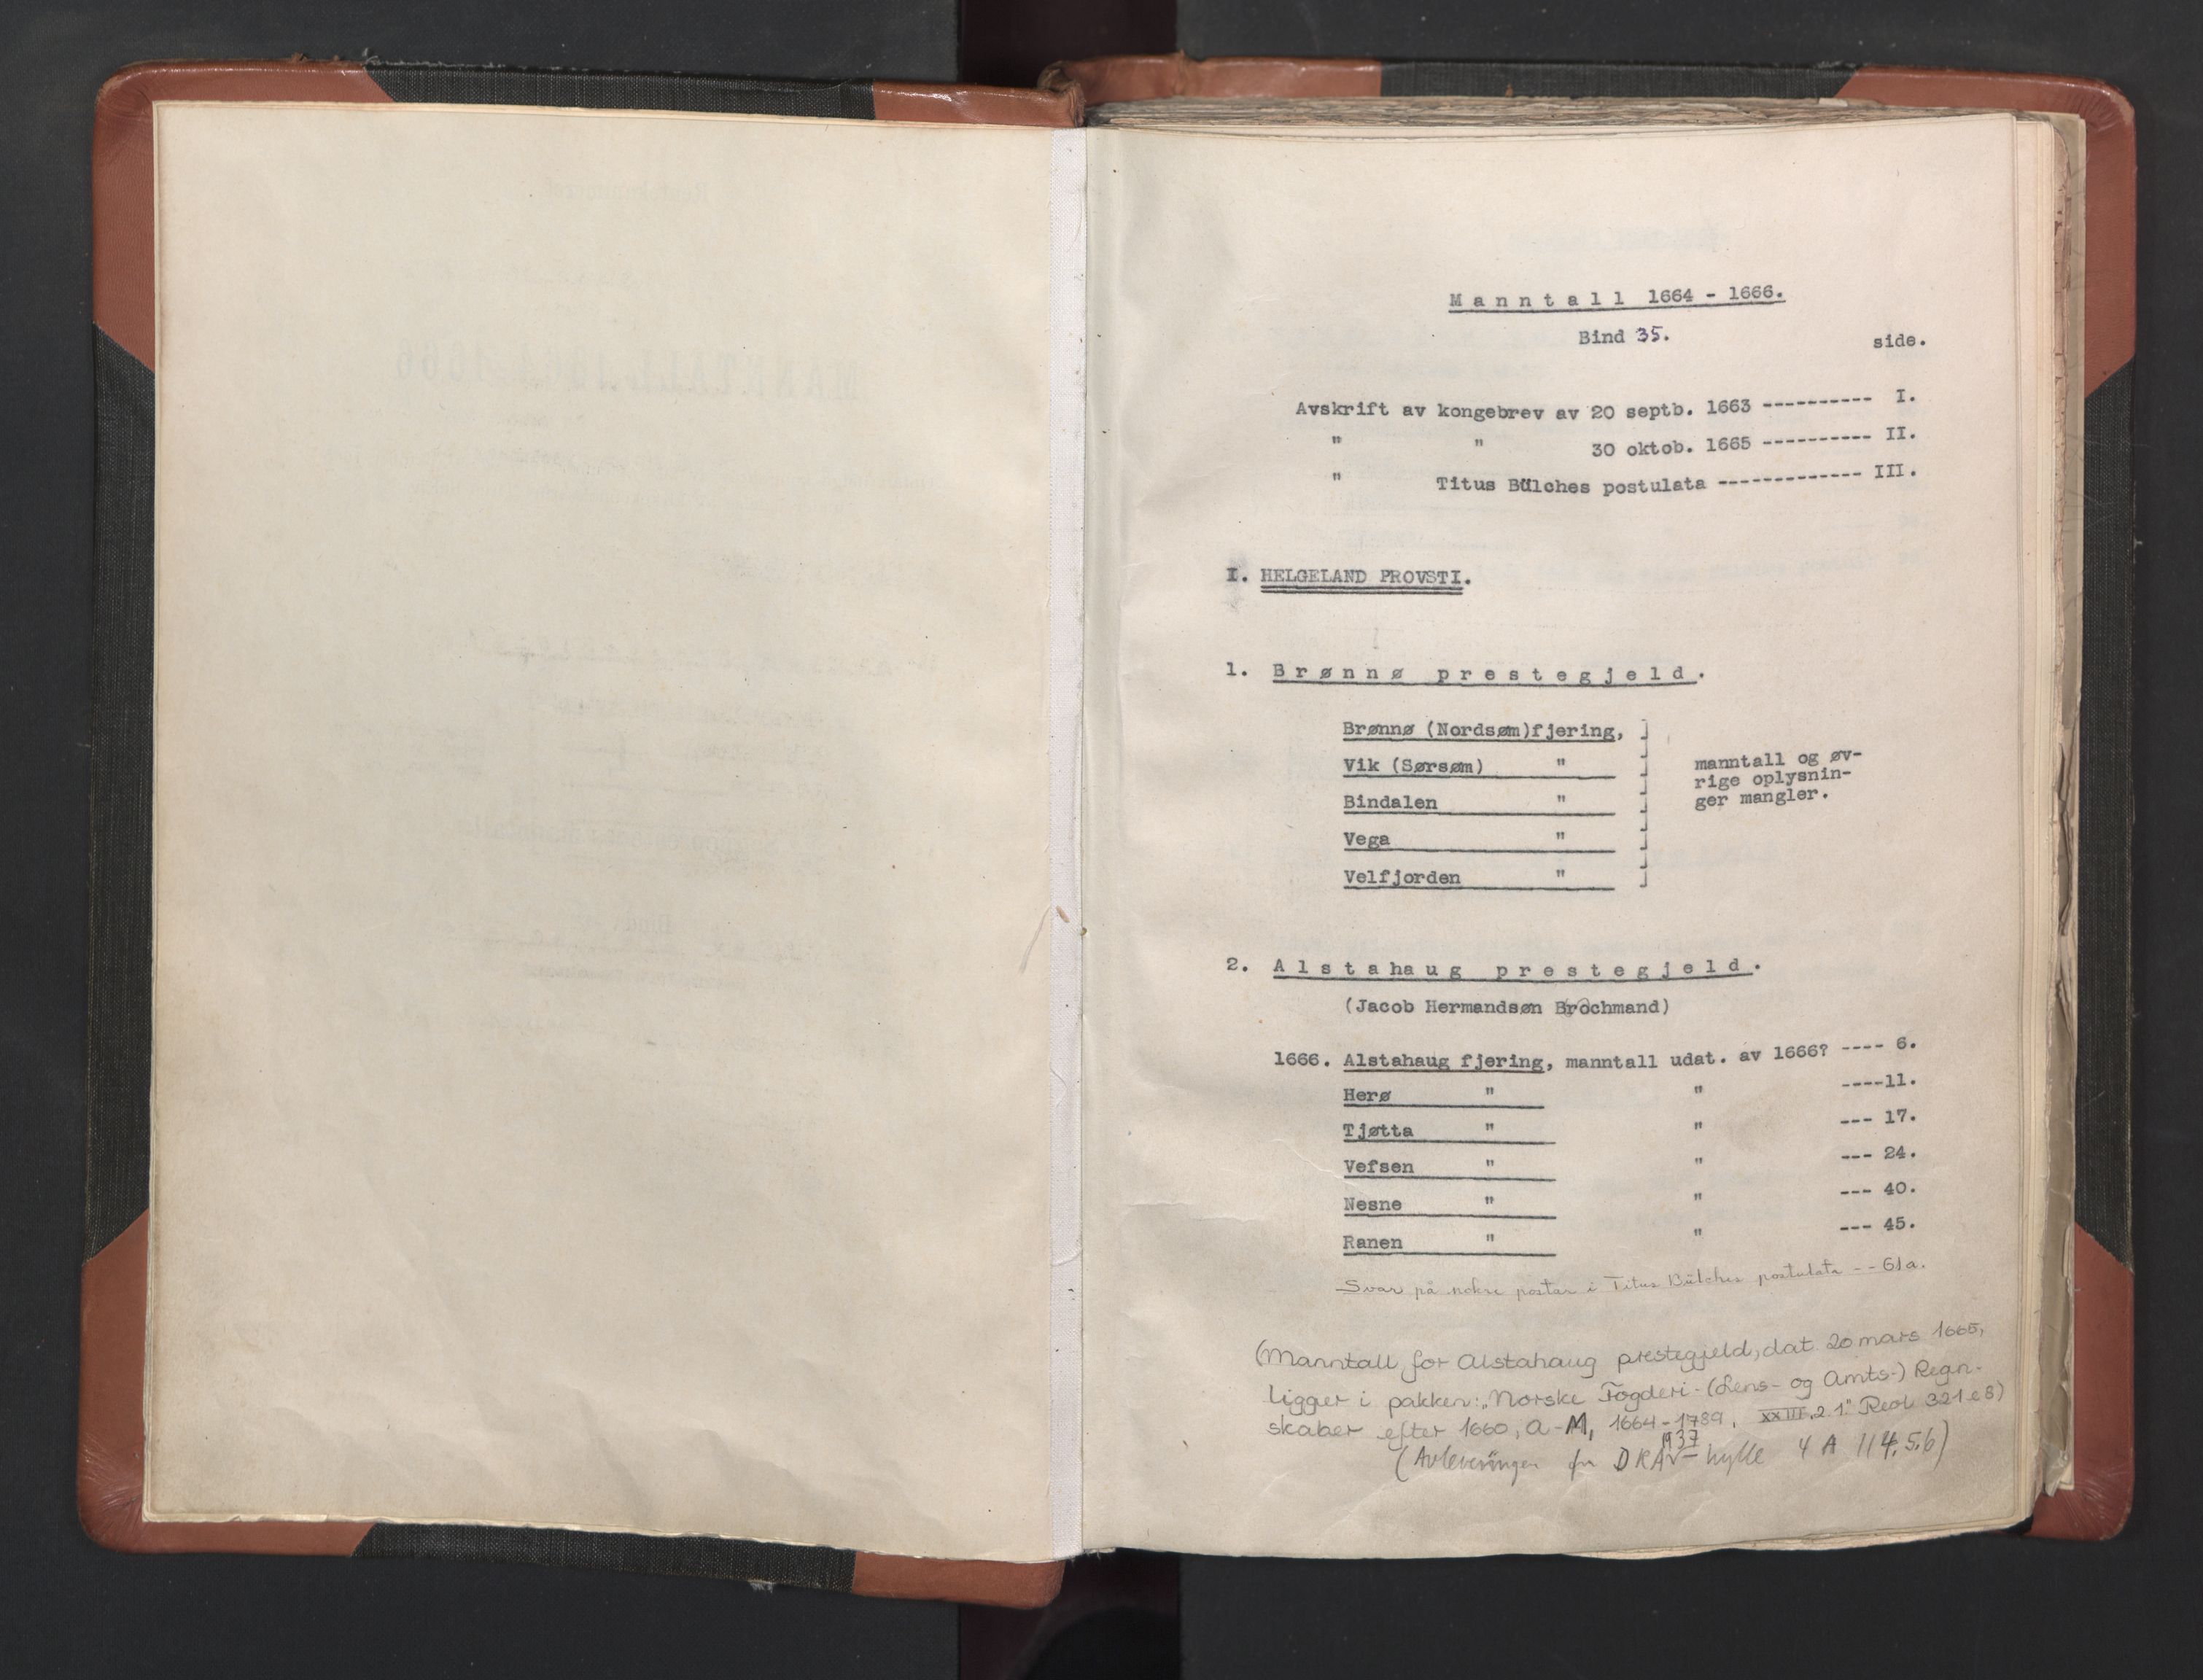 Manntall 1664 - 1666.
Bind 35.
side.
Avskrift av kongebrev av 20 septb. 1663 ---------- I.
" " 30 oktob. 1665 ---------- II.
" Titus Bülches postulata ------------ III.
I. HELGELAND PROVSTI.
1. Brønnø prestegjeld.
Brønnø (Nordsøm)fjering,
Vik (Sørsøm) "
Bindalen "
Vega "
Velfjorden "
manntall og øv-
rige oplysnin-
ger mangler.
2. Alstahaug prestegjeld.
(Jacob Hermandsøn Brochmand)
1666. Alstahaug fjering, manntall udat. av 1666? ---- 6.
Herø " " ----11.
Tjøtta " " --- 17.
Vefsen " " --- 24.
Nesne " " --- 40.
Ranen " " --- 45.
Svar på nokre postar i Titus Bülches postulata -- 61a.
(Manntall for Alstahaug prestegjeld, dat. 20 mars 1665,
ligger i pakken: "Norske Fogderi- (Lens- og Amts-) Regn-
skaber efter 1660, A-M, 1664-1789, XXIII.2.1." Reol 321 e 8)
(Avleveringen fra DRA 1937 - hylle 4 A 114.5.6)